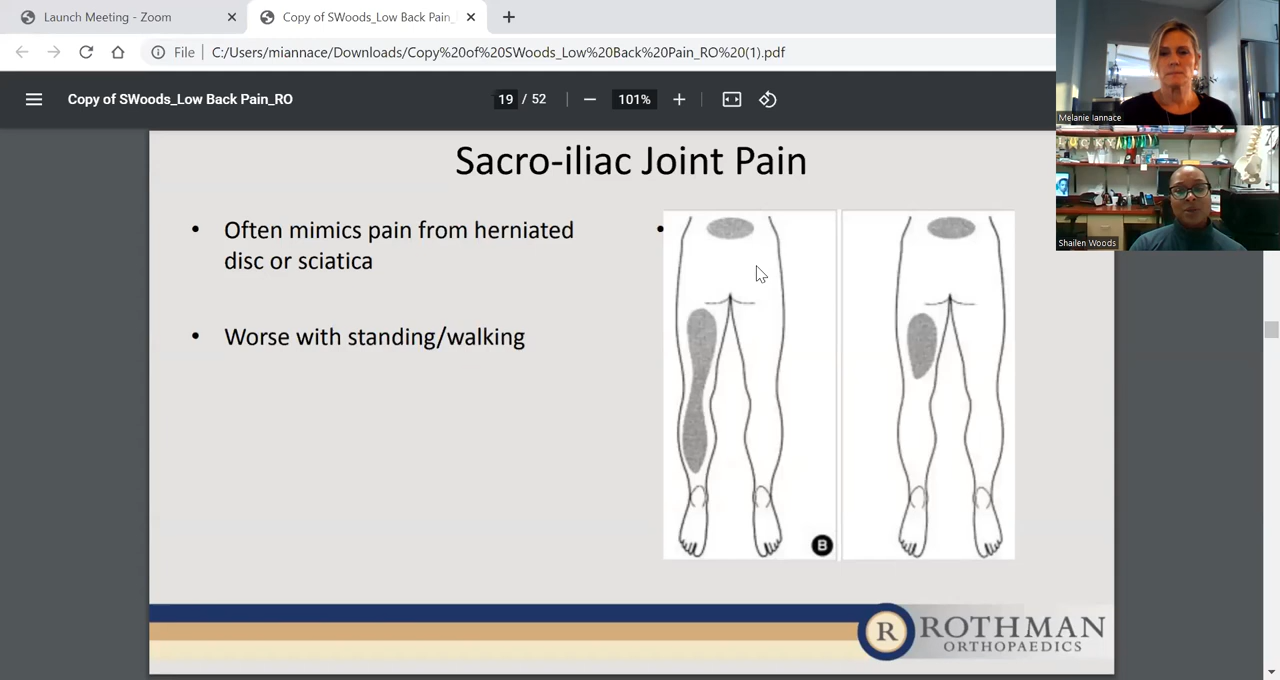 Launch Meeting - Zoom
Copy of SWoods_Low Back Pain_
File
C:/Users/miannace/Downloads/Copy%20of%20SWoods_Low%20Back%20Pain_RO%20(1).pdf
Copy of SWoods_Low Back Pain_RO
19 / 52
101%
Melanie Iannace
Shailen Woods
Sacro-iliac Joint Pain
• Often mimics pain from herniated
disc or sciatica
• Worse with standing/walking
•
B
R
ROTHMAN
ORTHOPAEDICS